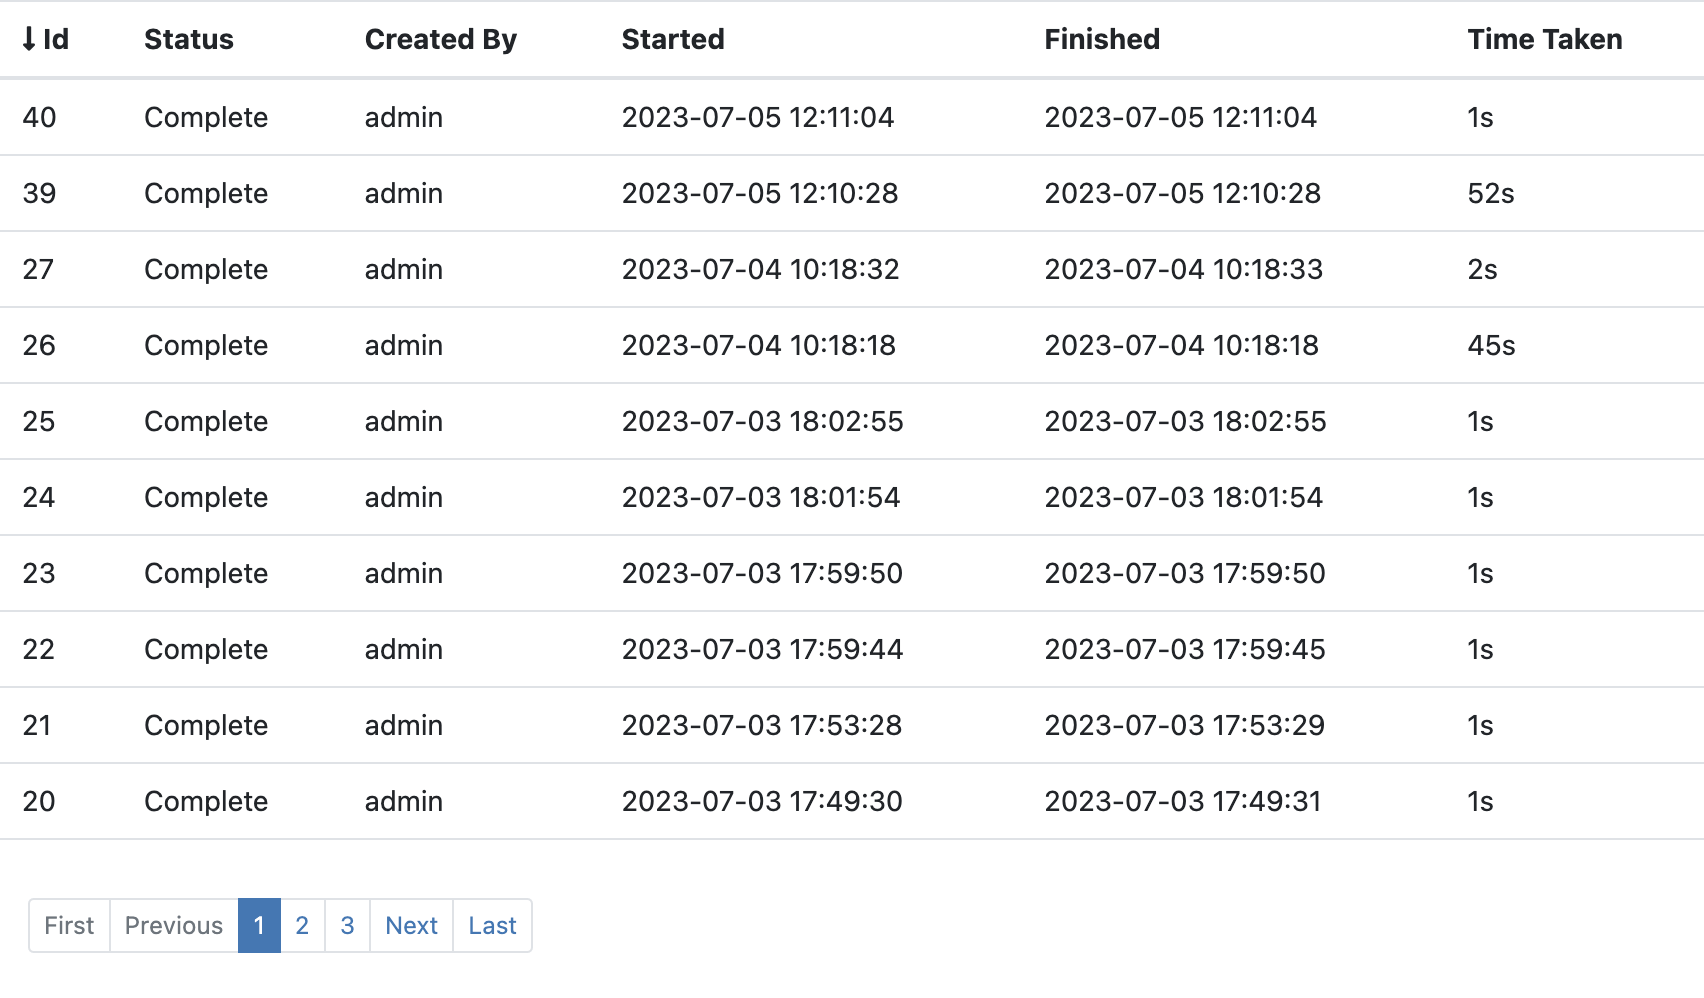 Id Status Created By Started Finished Time Taken
40 Complete admin 2023-07-05 12:11:04 2023-07-05 12:11:04 1s
39 Complete admin 2023-07-05 12:10:28 2023-07-05 12:10:28 52s
27 Complete admin 2023-07-04 10:18:32 2023-07-04 10:18:33 2s
26 Complete admin 2023-07-04 10:18:18 2023-07-04 10:18:18 45s
25 Complete admin 2023-07-03 18:02:55 2023-07-03 18:02:55 1s
24 Complete admin 2023-07-03 18:01:54 2023-07-03 18:01:54 1s
23 Complete admin 2023-07-03 17:59:50 2023-07-03 17:59:50 1s
22 Complete admin 2023-07-03 17:59:44 2023-07-03 17:59:45 1s
21 Complete admin 2023-07-03 17:53:28 2023-07-03 17:53:29 1s
20 Complete admin 2023-07-03 17:49:30 2023-07-03 17:49:31 1s
First Previous 1 2 3 Next Last